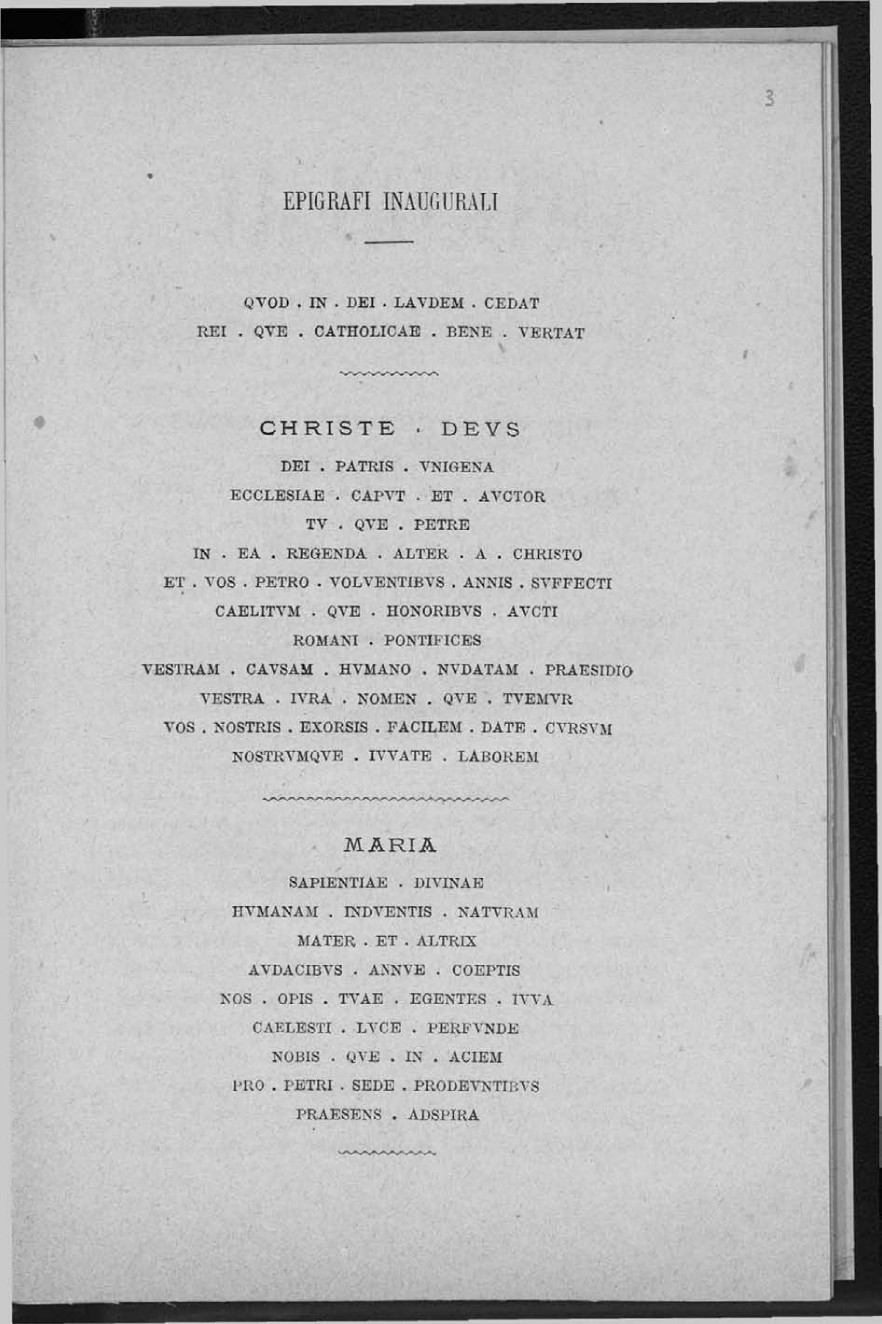 3
EPIGRAFI INAUGURALI
QVOD . IN . DEI . LAVDEM . CEDAT
REI . QVE . CATHOLICAE . BENE . VERTAT
CHRISTE . DEVS
DEI . PATRIS . VNIGENA
ECCLESIAE . CAPVT . ET . AVCTOR
TV . QVE . PETRE
IN . EA . REGENDA . ALTER . A . CHRISTO
ET . VOS . PETRO . VOLVENTIBVS . ANNIS . SVFFECTI
CAELITVM . QVE . HONORIBVS . AVCTI
ROMANI . PONTIFICES
VESTRAM . CAVSAM . HVMANO . NVDATAM . PRAESIDIO
VESTRA . IVRA . NOMEN . QVE . TVEMVR
VOS . NOSTRIS . EXORSIS . FACILEM . DATE . CVRSVM
NOSTRVMQVE . IVVATE . LABOREM
MARIA
SAPIENTIAE . DIVINAE
HVMANAM . INDVENTIS . NATVRAM
MATER . ET . ALTRIX
AVDACIBVS . ANNVE . COEPTIS
NOS . OPIS . TVAE . EGENTES . IVVA
CAELESTI . LVCE . PERFVNDE
NOBIS . QVE . IN . ACIEM
PRO . PETRI . SEDE . PRODEVNTIBVS
PRAESENS . ADSPIRA